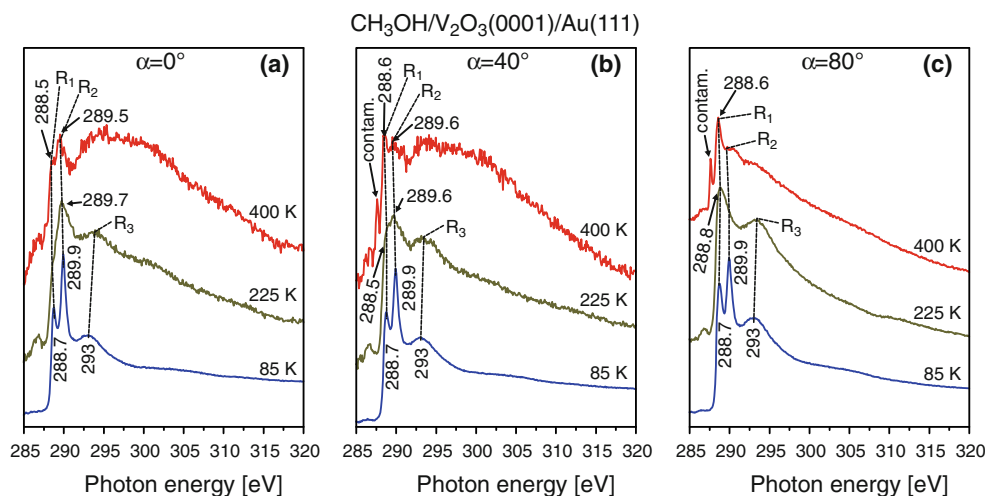 CH₃OH/V₂O₃(0001)/Au(111)
α=0°
(a)
288.5
R₁
R₂
289.5
289.7
R₃
400 K
225 K
85 K
288.7
289.9
293
285 290 295 300 305 310 315 320
Photon energy [eV]
α=40°
(b)
contam.
288.6
R₁
R₂
289.6
289.6
R₃
400 K
225 K
85 K
288.5
288.7
289.9
293
285 290 295 300 305 310 315 320
Photon energy [eV]
α=80°
(c)
contam.
288.6
R₁
R₂
R₃
400 K
225 K
85 K
288.8
288.7
289.9
293
285 290 295 300 305 310 315 320
Photon energy [eV]